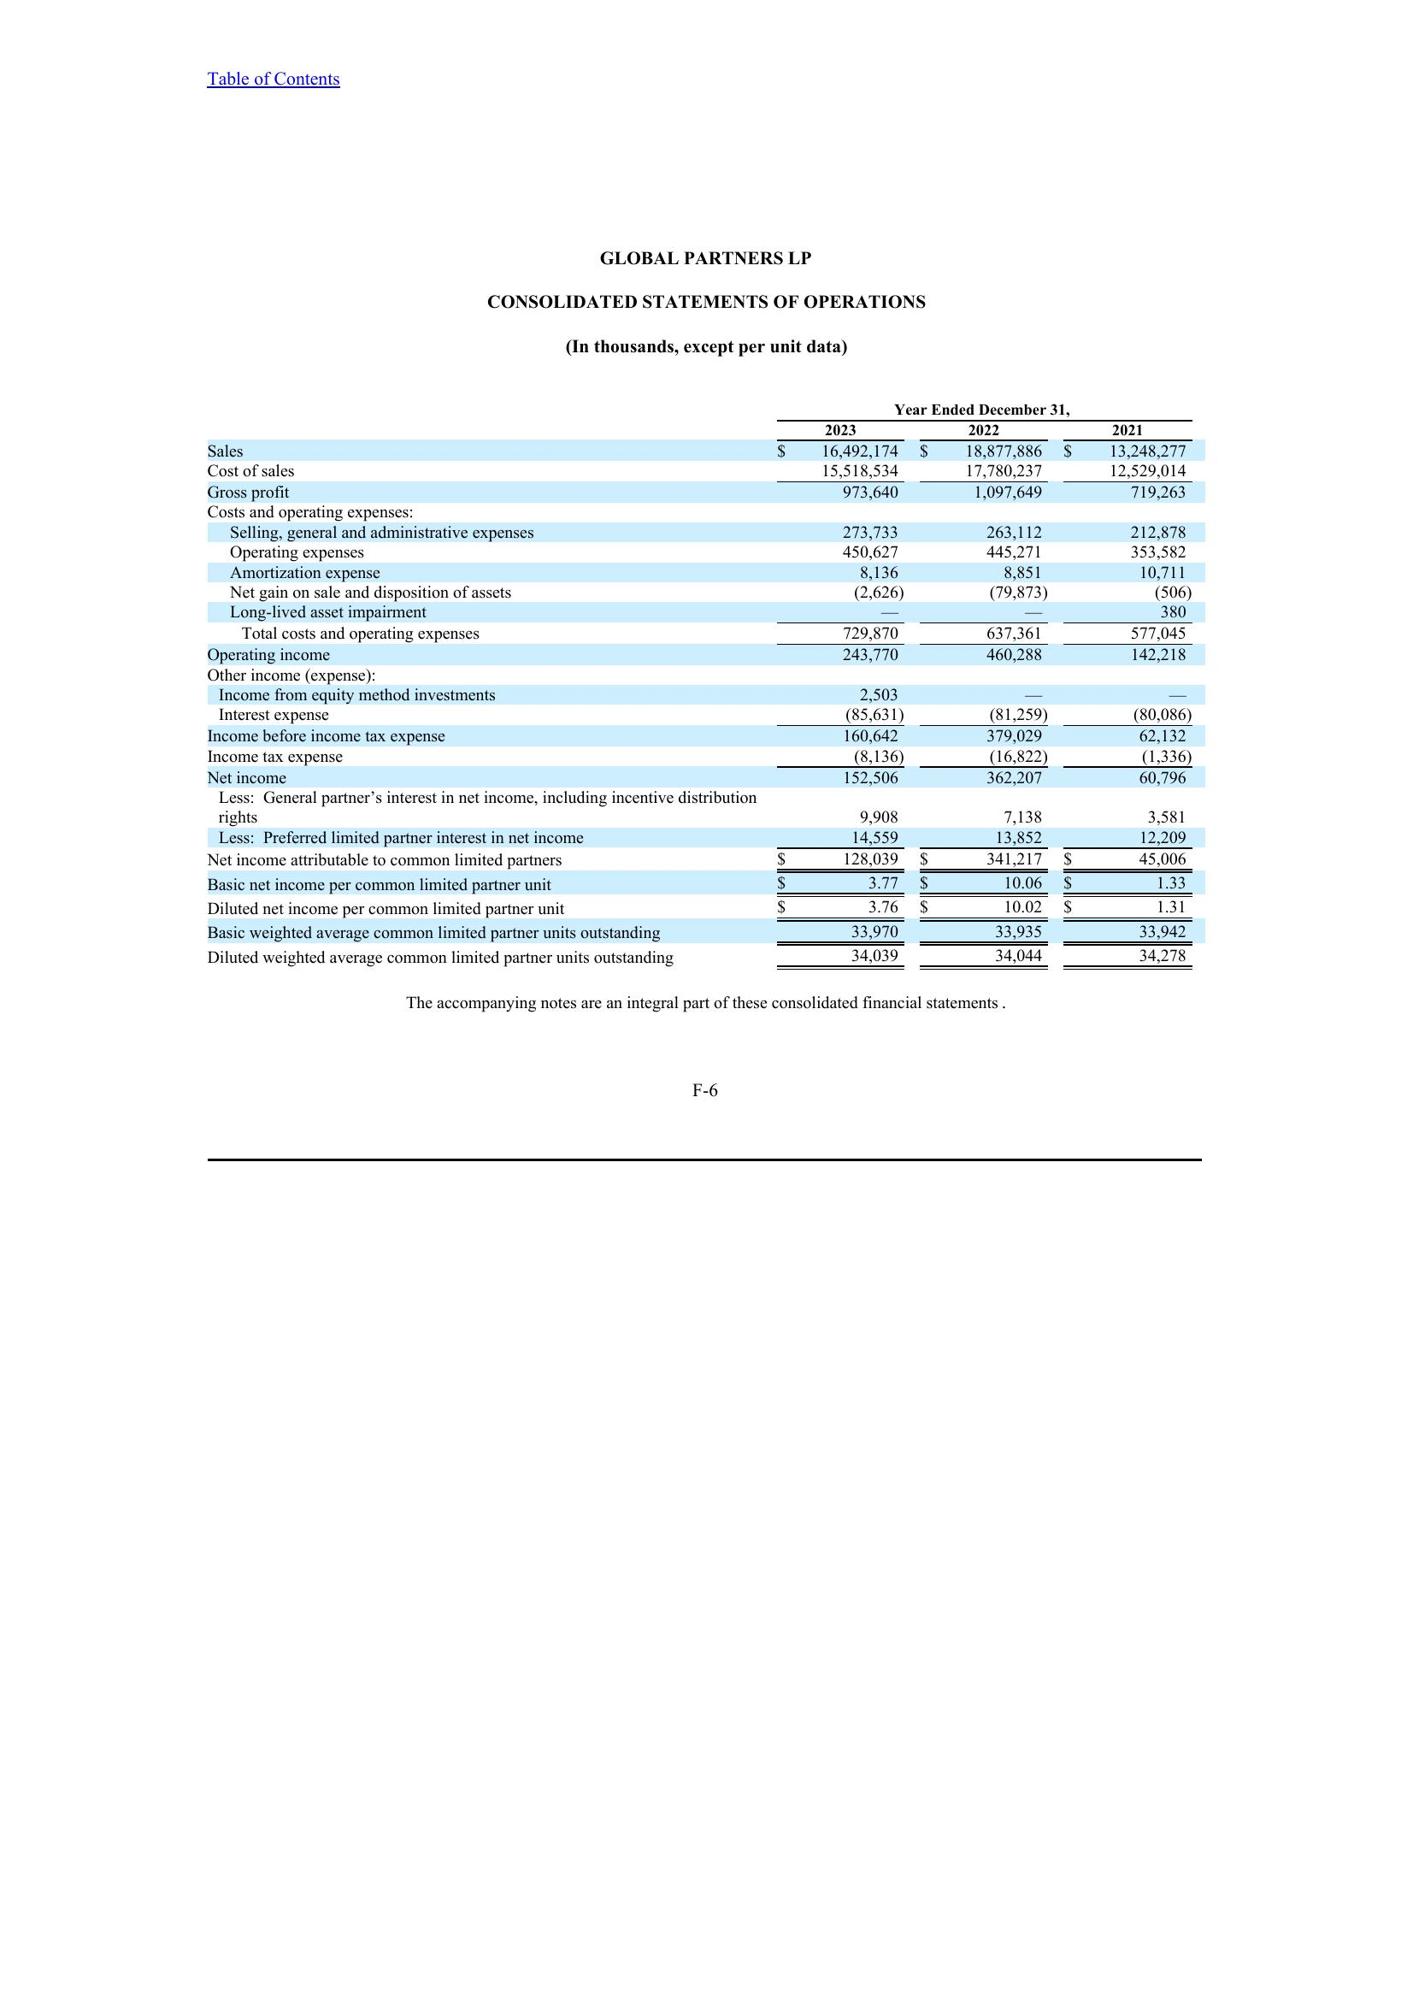 Table of Contents
GLOBAL PARTNERS LP
CONSOLIDATED STATEMENTS OF OPERATIONS
(In thousands, except per unit data)
Year Ended December 31,
2023 2022 2021
Sales $ 16,492,174 $ 18,877,886 $ 13,248,277
Cost of sales 15,518,534 17,780,237 12,529,014
Gross profit 973,640 1,097,649 719,263
Costs and operating expenses:
Selling, general and administrative expenses 273,733 263,112 212,878
Operating expenses 450,627 445,271 353,582
Amortization expense 8,136 8,851 10,711
Net gain on sale and disposition of assets (2,626) (79,873) (506)
Long-lived asset impairment — — 380
Total costs and operating expenses 729,870 637,361 577,045
Operating income 243,770 460,288 142,218
Other income (expense):
Income from equity method investments 2,503 — —
Interest expense (85,631) (81,259) (80,086)
Income before income tax expense 160,642 379,029 62,132
Income tax expense (8,136) (16,822) (1,336)
Net income 152,506 362,207 60,796
Less: General partner’s interest in net income, including incentive distribution
rights 9,908 7,138 3,581
Less: Preferred limited partner interest in net income 14,559 13,852 12,209
Net income attributable to common limited partners $ 128,039 $ 341,217 $ 45,006
Basic net income per common limited partner unit $ 3.77 $ 10.06 $ 1.33
Diluted net income per common limited partner unit $ 3.76 $ 10.02 $ 1.31
Basic weighted average common limited partner units outstanding 33,970 33,935 33,942
Diluted weighted average common limited partner units outstanding 34,039 34,044 34,278
The accompanying notes are an integral part of these consolidated financial statements .
F-6